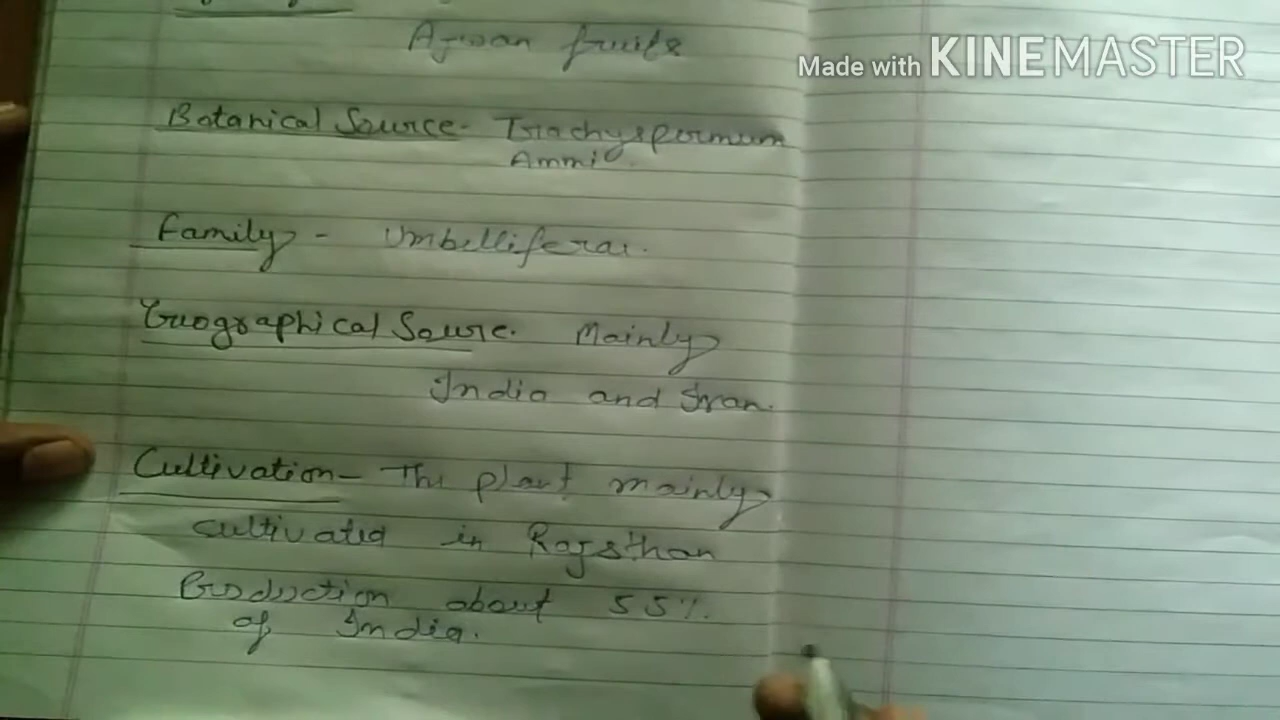 Ajwan fruits
Made with KINEMASTER
Botanical Source - Trachyspermum
Ammi.
Family - Umbelliferae.
Geographical Source. Mainly
India and Iran.
Cultivation - The plant mainly
cultivated in Rajsthan
Production about 55%.
of India.